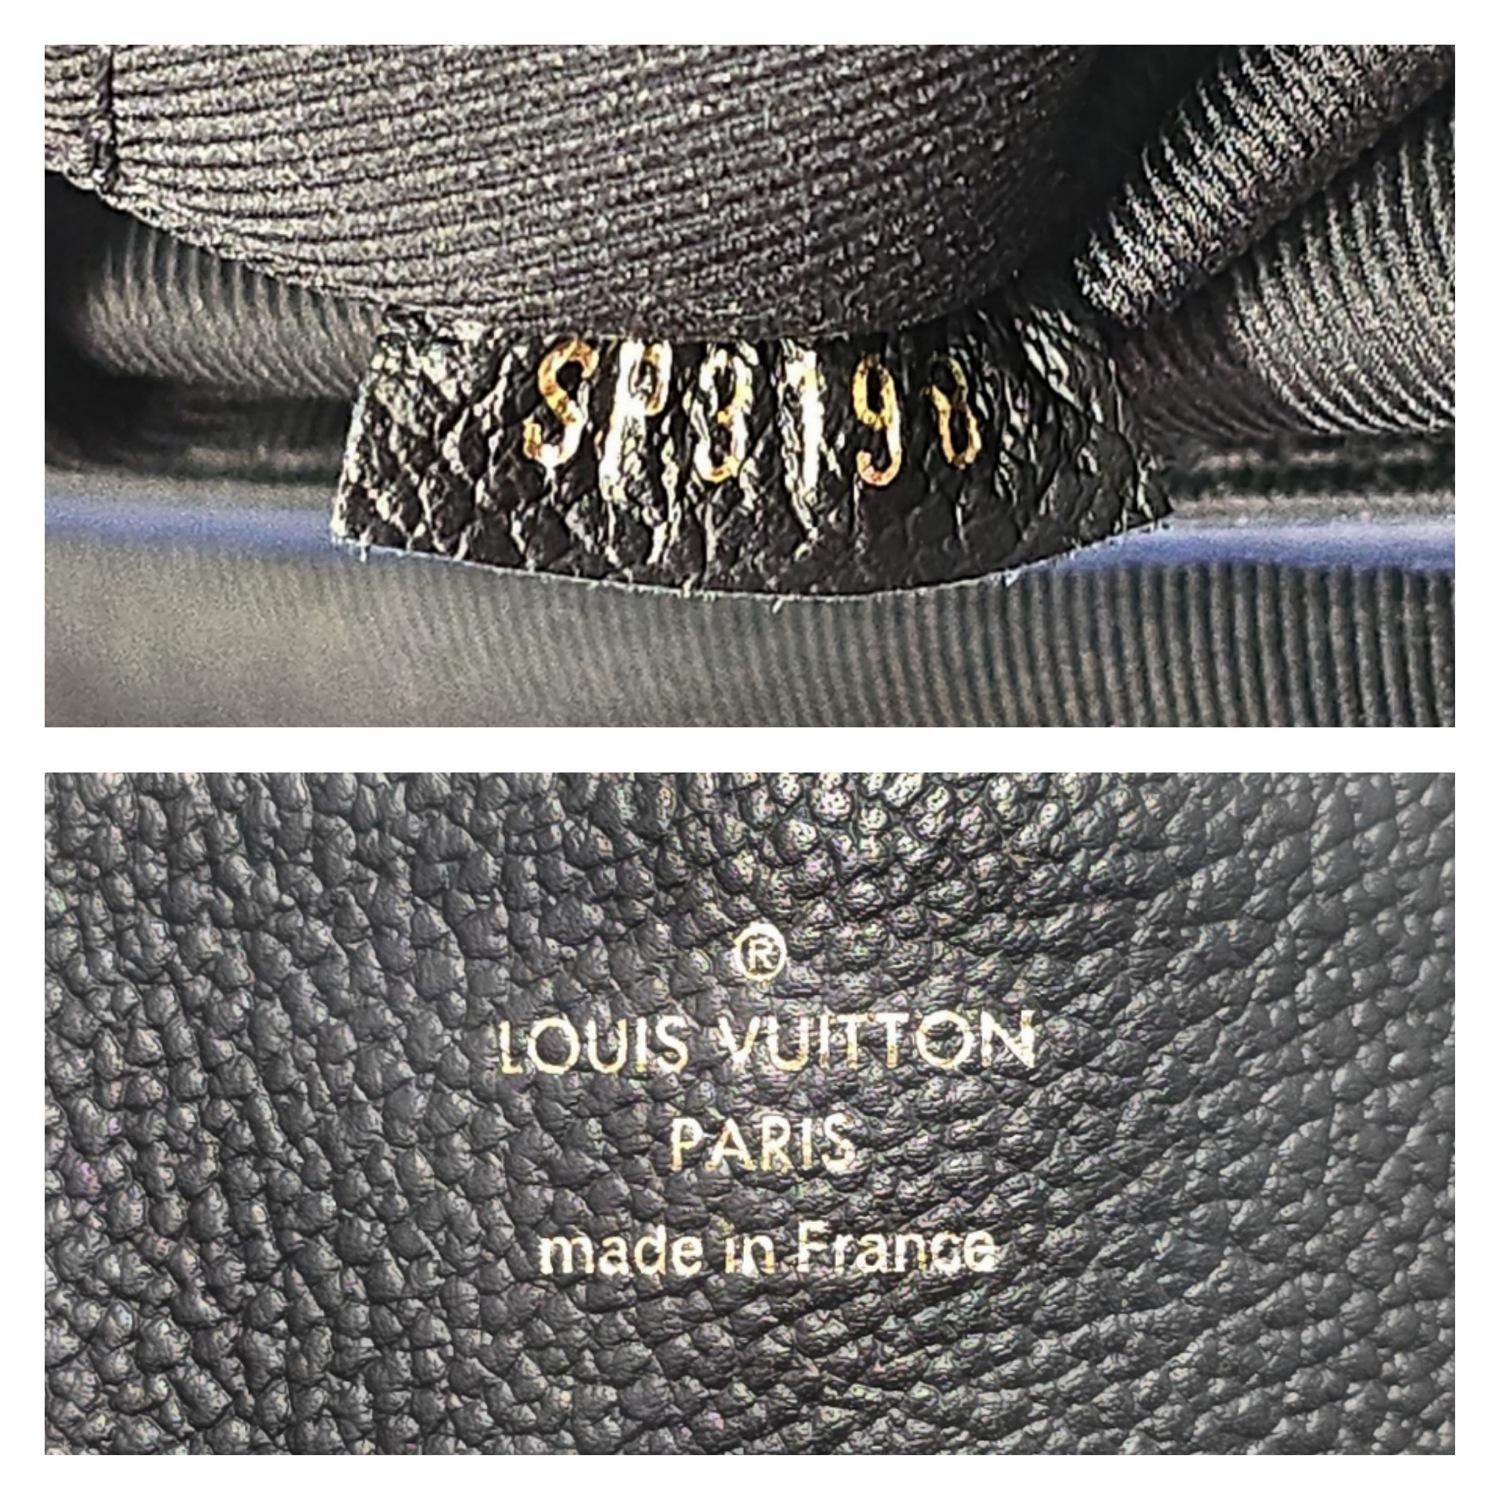 SP3198
®
LOUIS VUITTON
PARIS
made in France